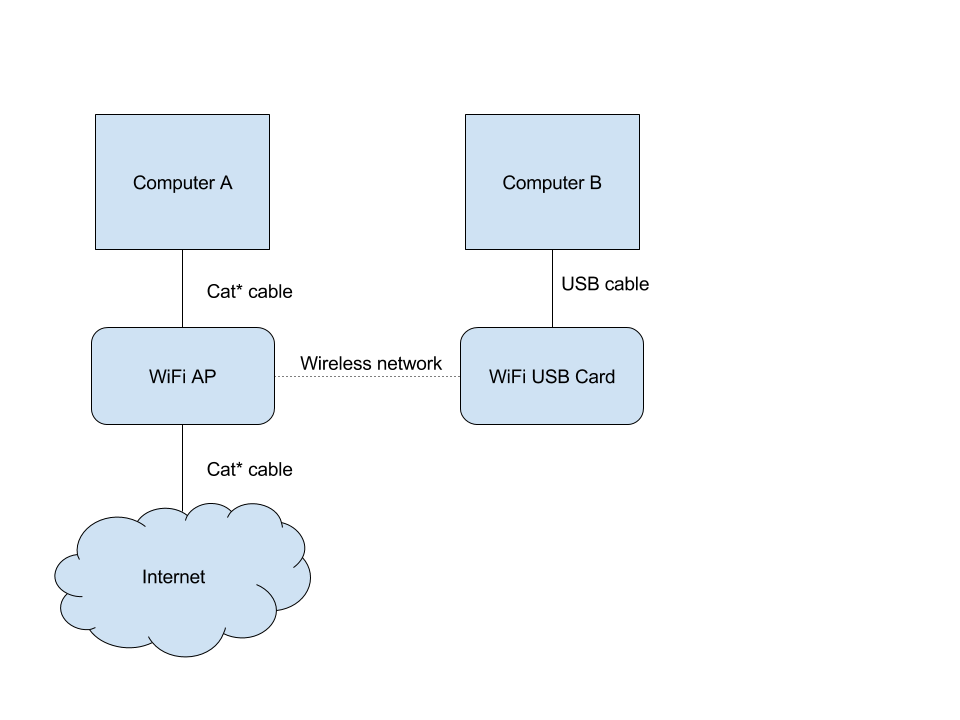 Computer A
Computer B
Cat* cable
USB cable
WiFi AP
Wireless network
WiFi USB Card
Cat* cable
Internet